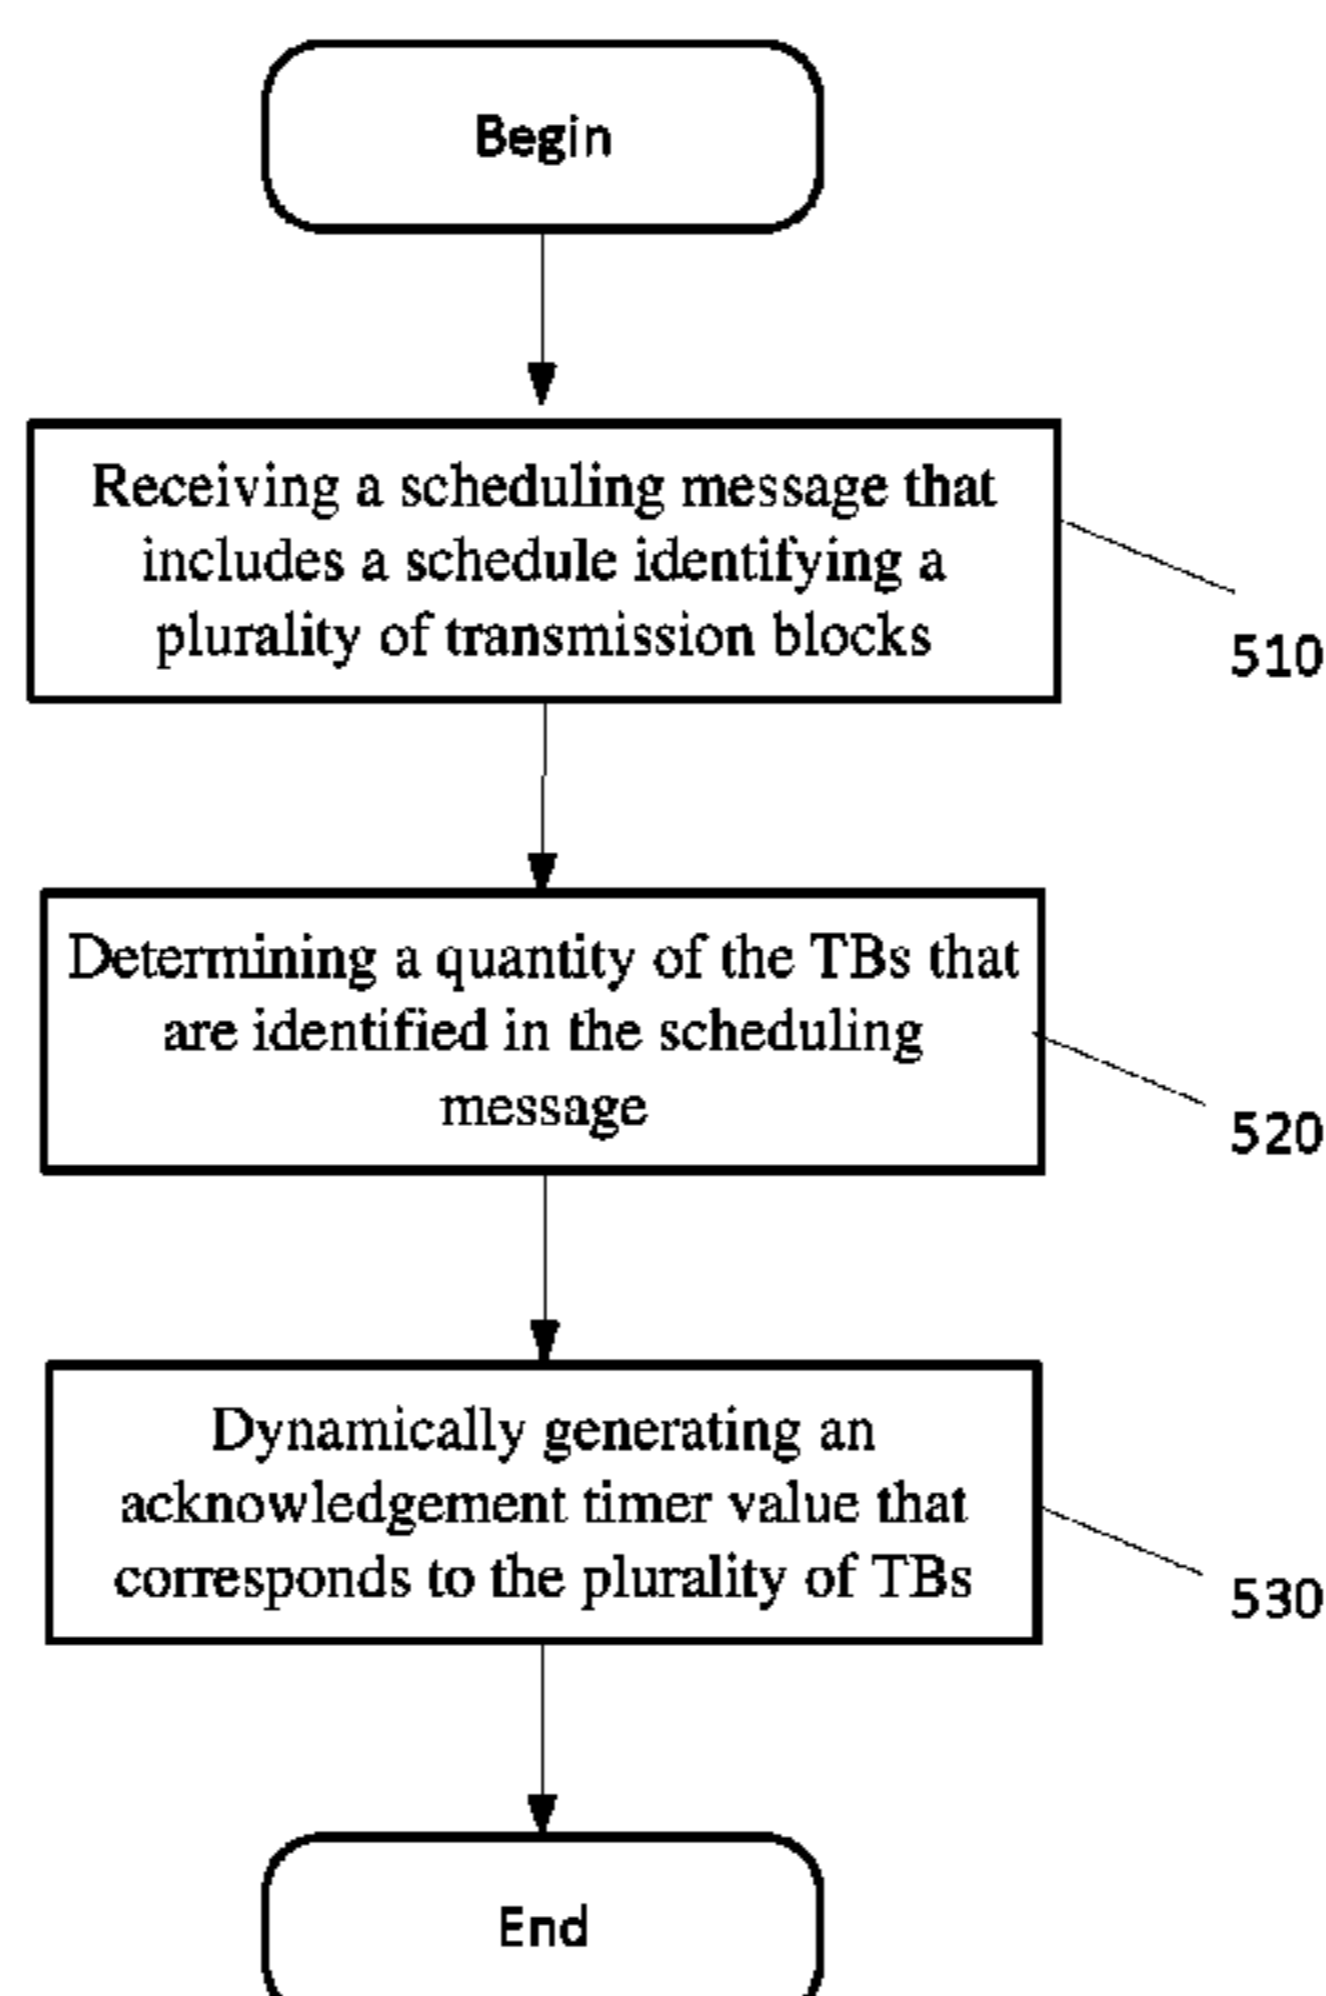 Begin
Receiving a scheduling message that
includes a schedule identifying a
plurality of transmission blocks
510
Determining a quantity of the TBs that
are identified in the scheduling
message
520
Dynamically generating an
acknowledgement timer value that
corresponds to the plurality of TBs
530
End